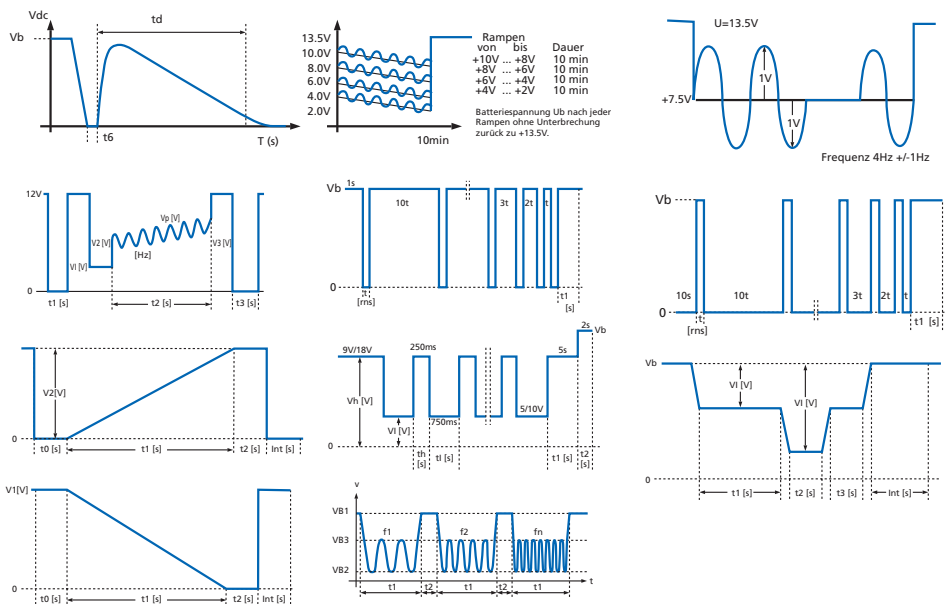 Vdc
Vb
td
t6
T (s)
13.5V
10.0V
8.0V
6.0V
4.0V
2.0V
10min
Rampen
von bis Dauer
+10V ... +8V 10 min
+8V ... +6V 10 min
+6V ... +4V 10 min
+4V ... +2V 10 min
Batteriespannung Ub nach jeder
Rampen ohne Unterbrechung
zurück zu +13.5V.
U=13.5V
+7.5V
1V
1V
Frequenz 4Hz +/-1Hz
12V
Vp [V]
V2 [V]
V3 [V]
[Hz]
VI [V]
0
t1 [s] t2 [s] t3 [s]
Vb
1s
10t 3t 2t t
0
t
[rns]
t1
[s]
Vb
0
10s 10t 3t 2t t
t
[rns]
t1 [s]
V2[V]
0
t0 [s] t1 [s] t2 [s] Int [s]
2s
Vb
9V/18V 250ms 5s
Vh [V]
VI [V]
750ms
5/10V
0
th
[s]
tl [s]
t1 [s]
t2
[s]
Vb
VI [V]
VI [V]
0
t1 [s] t2 [s] t3 [s] Int [s]
V1[V]
0
t0 [s] t1 [s] t2 [s] Int [s]
v
VB1
VB3
VB2
f1 f2 fn
t
t1 t2 t1 t2 t1